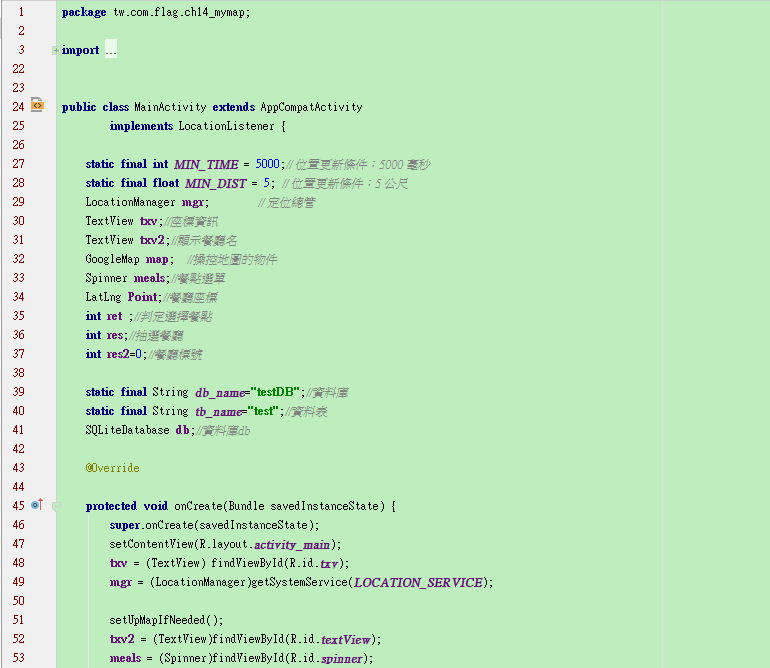 1 package tw.com.flag.ch14_mymap;
2
3 import ...
22
23
24 public class MainActivity extends AppCompatActivity
25 implements LocationListener {
26
27 static final int MIN_TIME = 5000;//位置更新條件：5000 毫秒
28 static final float MIN_DIST = 5; //位置更新條件：5 公尺
29 LocationManager mgr; //定位總管
30 TextView txv;//座標資訊
31 TextView txv2;//顯示餐廳名
32 GoogleMap map; //操控地圖的物件
33 Spinner meals;//餐點選單
34 LatLng Point;//餐廳座標
35 int ret ;//判定選擇餐點
36 int res;//抽選餐廳
37 int res2=0;//餐廳標號
38
39 static final String db_name="testDB";//資料庫
40 static final String tb_name="test";//資料表
41 SQLiteDatabase db;//資料庫db
42
43 @Override
44
45 protected void onCreate(Bundle savedInstanceState) {
46 super.onCreate(savedInstanceState);
47 setContentView(R.layout.activity_main);
48 txv = (TextView) findViewById(R.id.txv);
49 mgr = (LocationManager)getSystemService(LOCATION_SERVICE);
50
51 setUpMapIfNeeded();
52 txv2 = (TextView)findViewById(R.id.textView);
53 meals = (Spinner)findViewById(R.id.spinner);